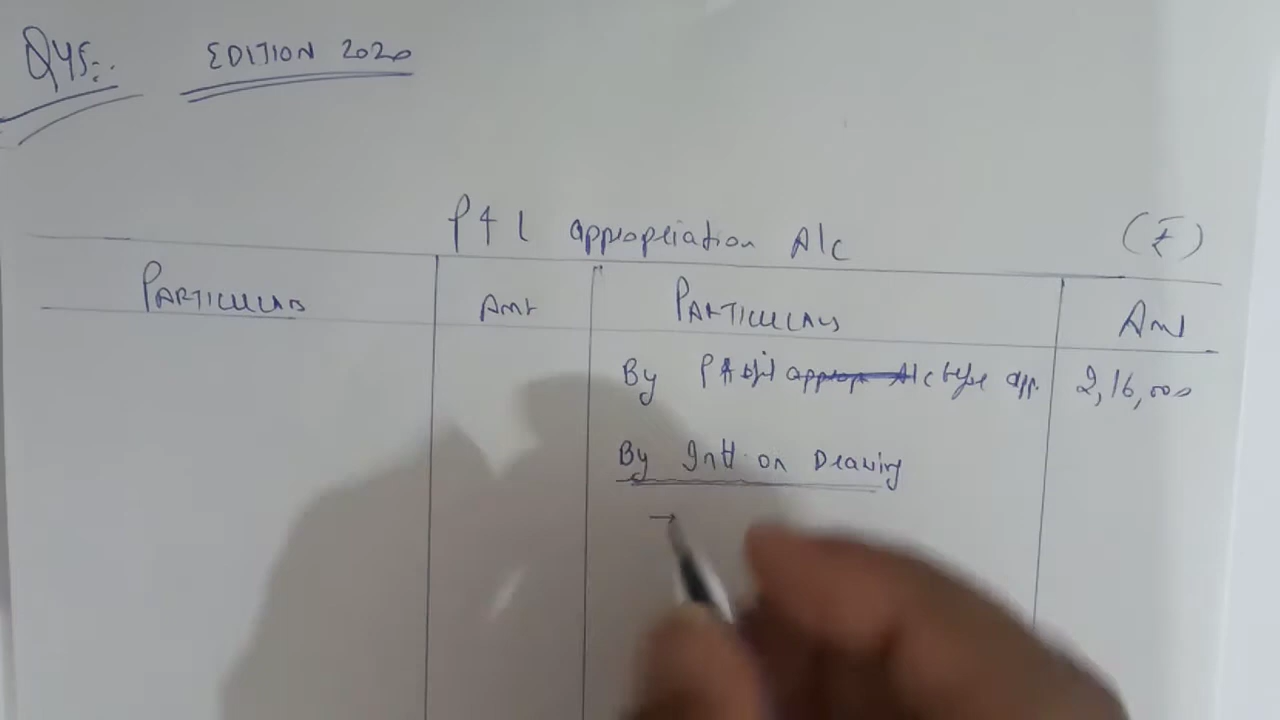 Q45:.
EDITION 2020
P & L appropriation A/c (₹)
PARTICULARS Amt PARTICULARS Amt
By Profit approp A/c before app. 2,16,000
By Intt. on Drawing
→